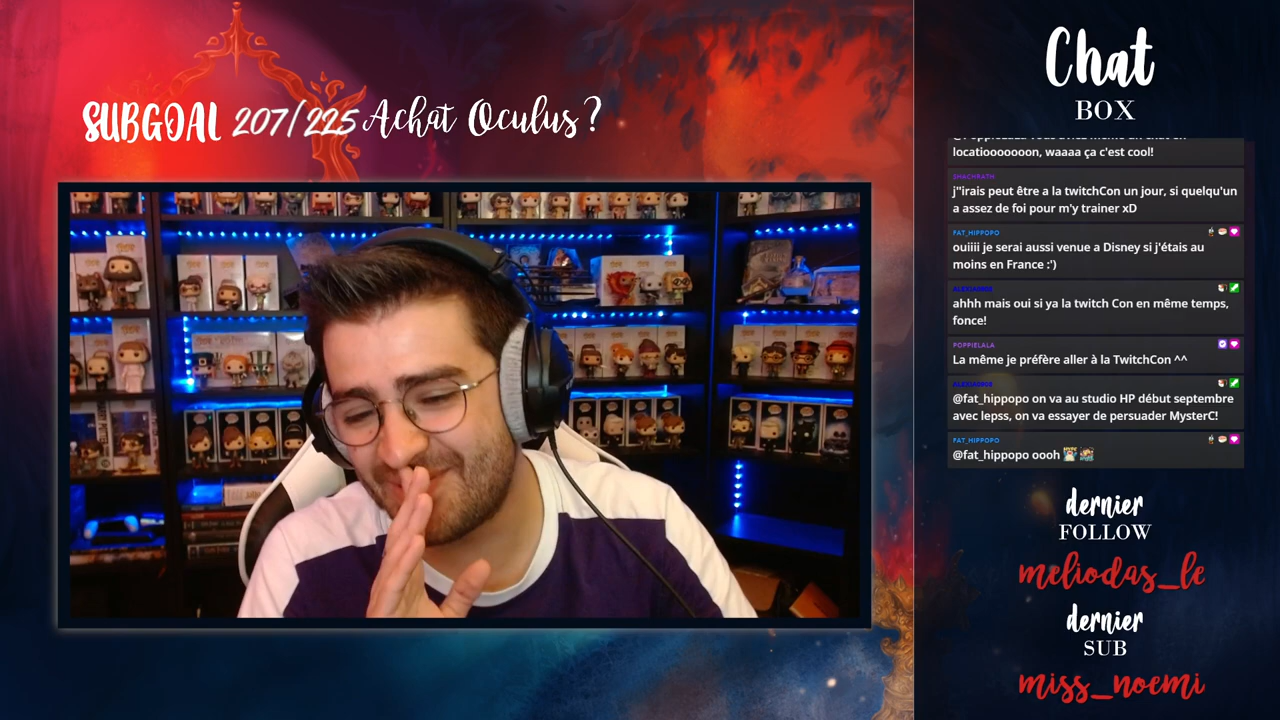 SUBGOAL 207/225 Achat Oculus?
Chat
BOX
locatiooooooon, waaaa ça c'est cool!
SHACHRATH
j''irais peut être a la twitchCon un jour, si quelqu'un
a assez de foi pour m'y trainer xD
FAT_HIPPOPO
ouiiii je serai aussi venue a Disney si j'étais au
moins en France :')
ahhh mais oui si ya la twitch Con en même temps,
fonce!
POPPIELALA
La même je préfère aller à la TwitchCon ^^
@fat_hippopo on va au studio HP début septembre
avec lepss, on va essayer de persuader MysterC!
FAT_HIPPOPO
@fat_hippopo oooh
dernier
FOLLOW
meliodas_le
dernier
SUB
miss_noemi